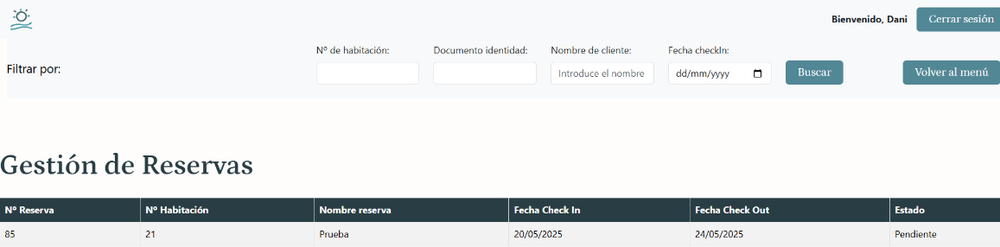 Bienvenido, Dani Cerrar sesión
Nº de habitación: Documento identidad: Nombre de cliente: Fecha checkIn:
Filtrar por: Introduce el nombre dd/mm/yyyy Buscar Volver al menú
Gestión de Reservas
Nº Reserva Nº Habitación Nombre reserva Fecha Check In Fecha Check Out Estado
85 21 Prueba 20/05/2025 24/05/2025 Pendiente